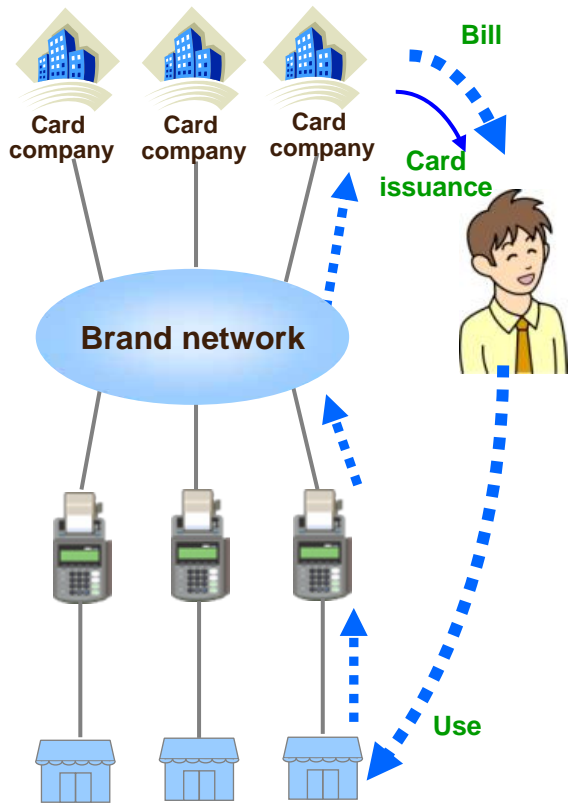 Bill
Card
company
Card
company
Card
company
Card
issuance
Brand network
Use